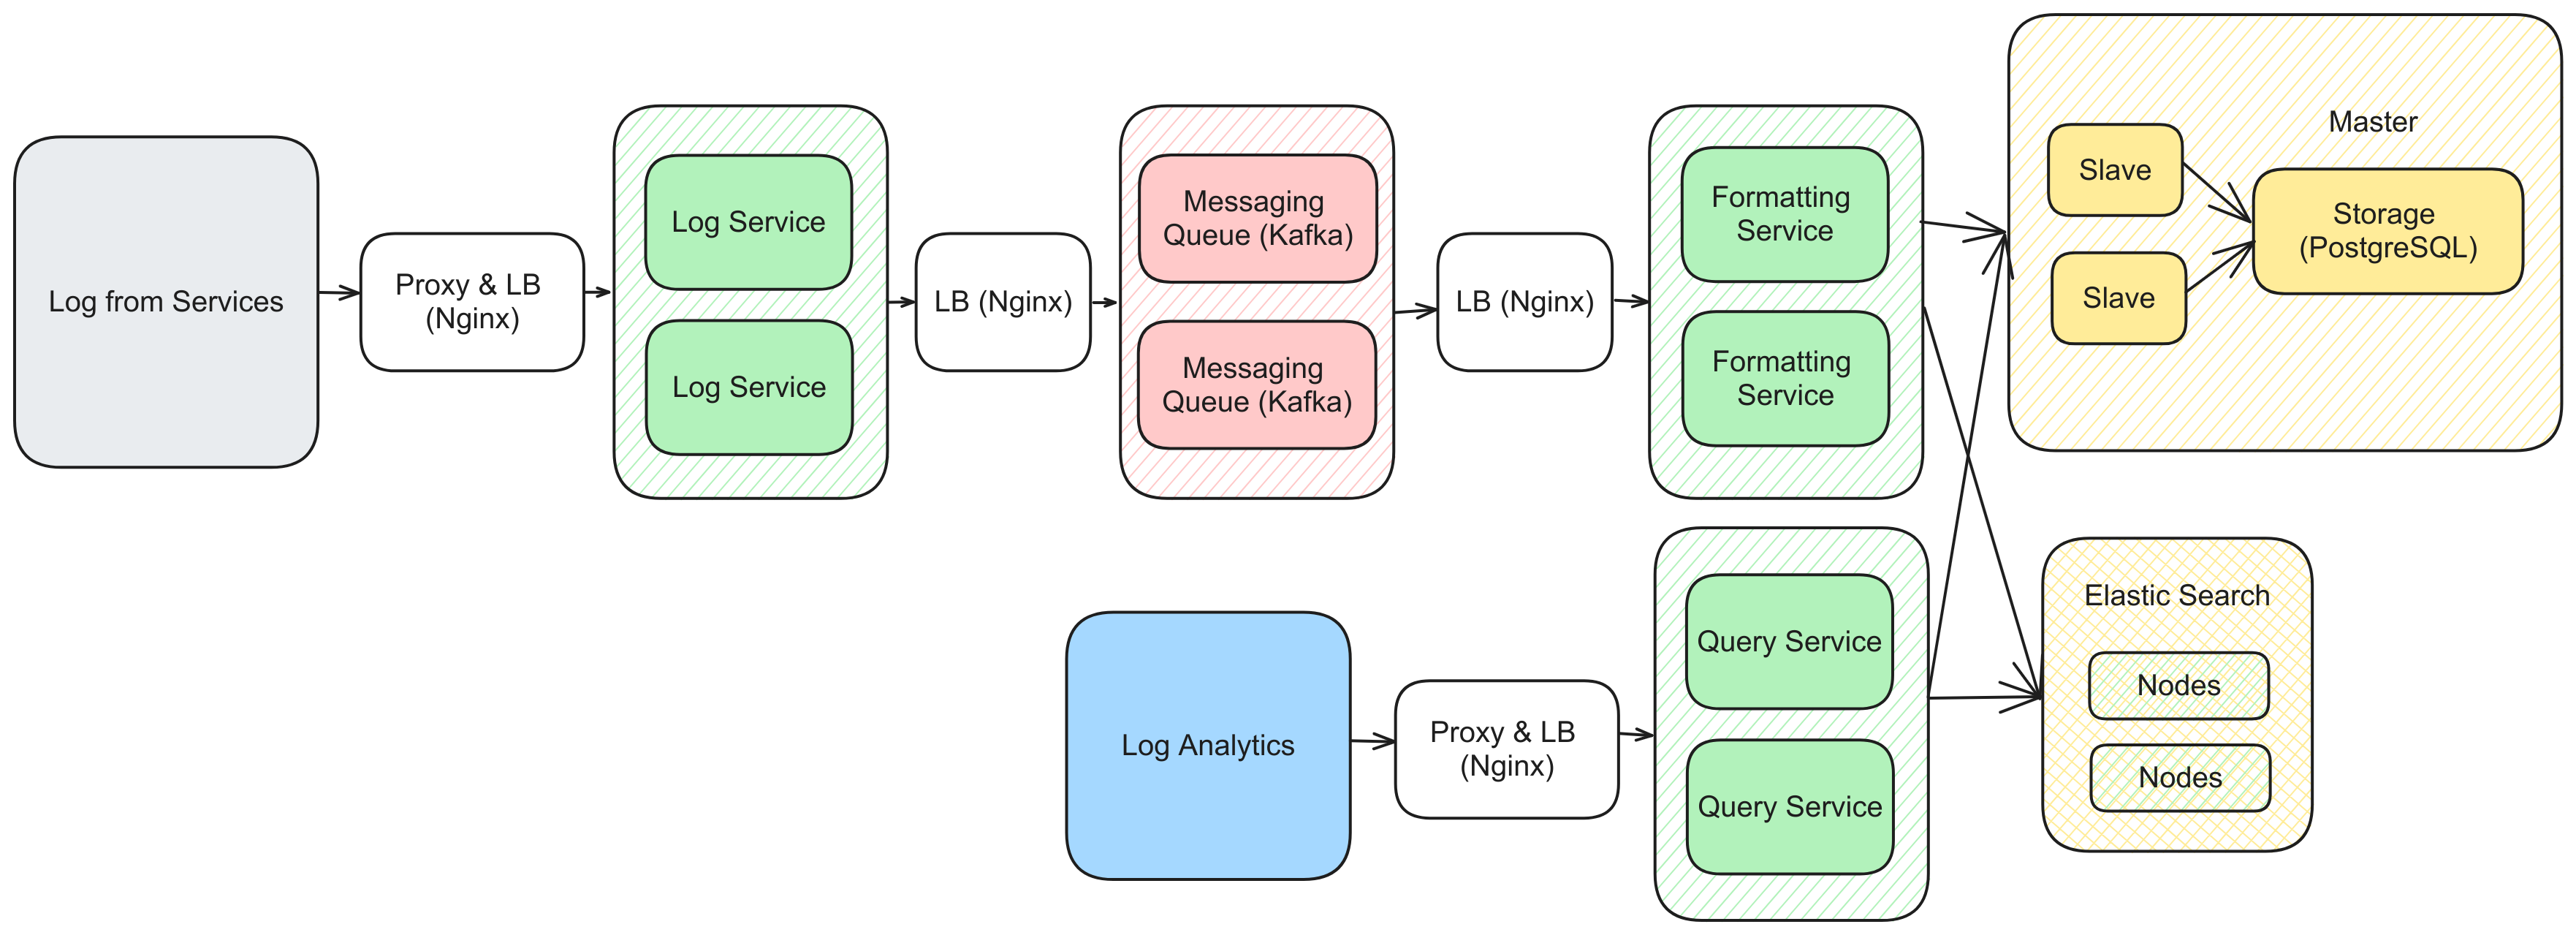 Log from Services
Proxy & LB
(Nginx)
Log Service
Log Service
LB (Nginx)
Messaging
Queue (Kafka)
Messaging
Queue (Kafka)
LB (Nginx)
Formatting
Service
Formatting
Service
Master
Slave
Slave
Storage
(PostgreSQL)
Log Analytics
Proxy & LB
(Nginx)
Query Service
Query Service
Elastic Search
Nodes
Nodes